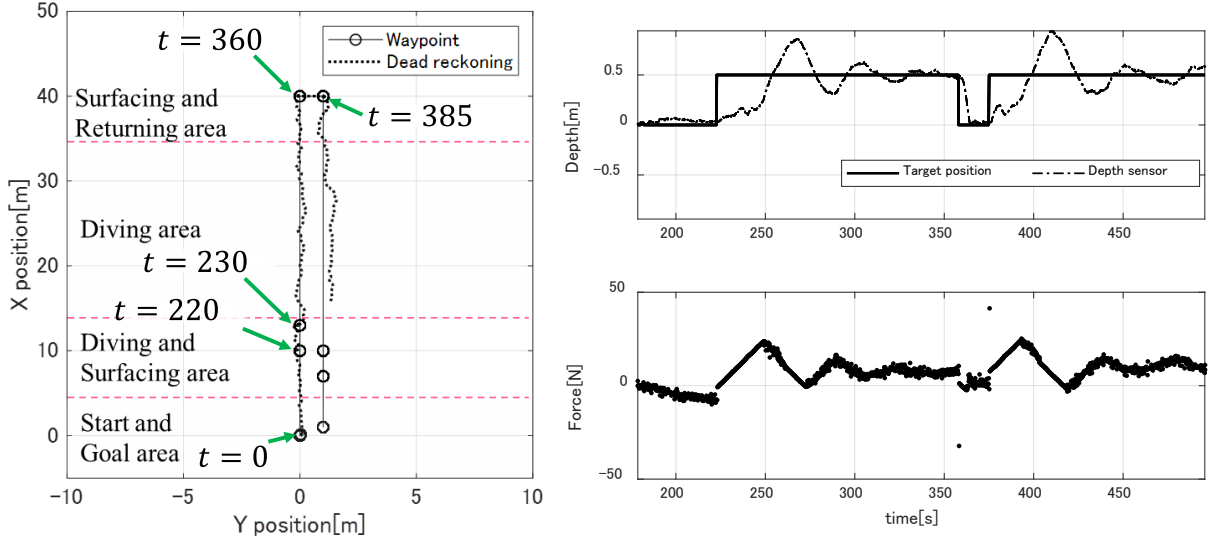 50
40
30
20
10
0
X position[m]
-10
-5
0
5
10
Y position[m]
Waypoint
Dead reckoning
t = 360
t = 385
Surfacing and
Returning area
Diving area
t = 230
t = 220
Diving and
Surfacing area
Start and
Goal area
t = 0
0.5
0
-0.5
Depth[m]
Target position
Depth sensor
200
250
300
350
400
450
50
0
-50
Force[N]
200
250
300
350
400
450
time[s]